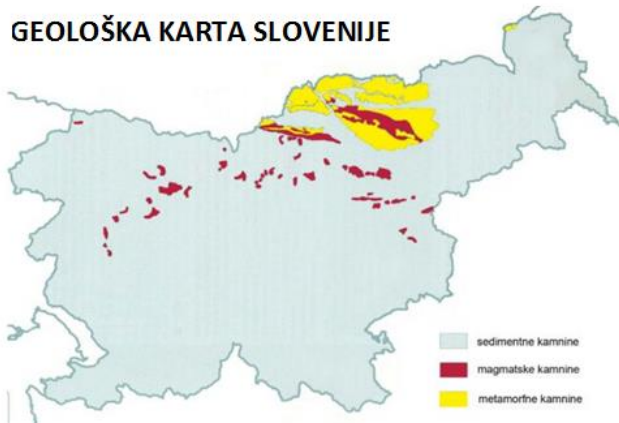 GEOLOŠKA KARTA SLOVENIJE
sedimentne kamnine
magmatske kamnine
metamorfne kamnine